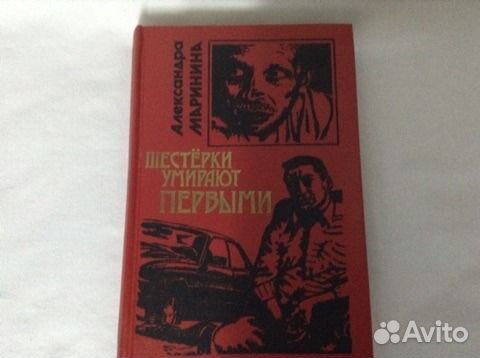 Александра
МАРИНИНА
ШЕСТЁРКИ
УМИРАЮТ
ПЕРВЫМИ
Avito